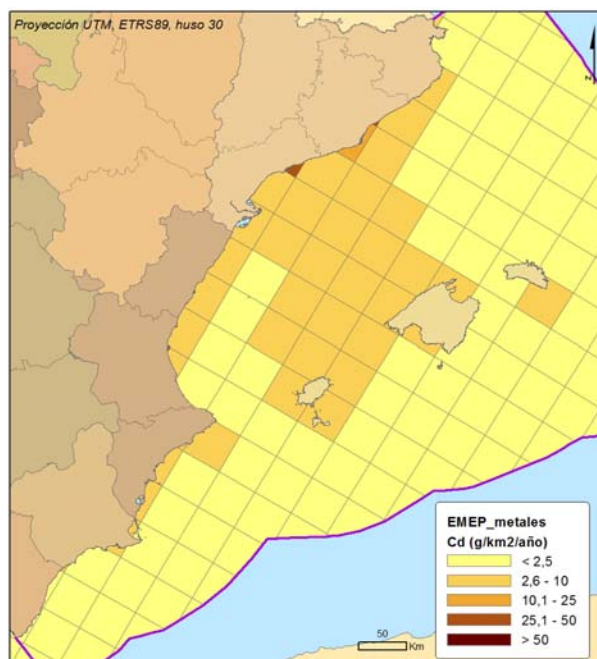 Proyección UTM, ETRS89, huso 30
N
EMEP_metales
Cd (g/km2/año)
< 2,5
2,6 - 10
10,1 - 25
25,1 - 50
> 50
50
Km